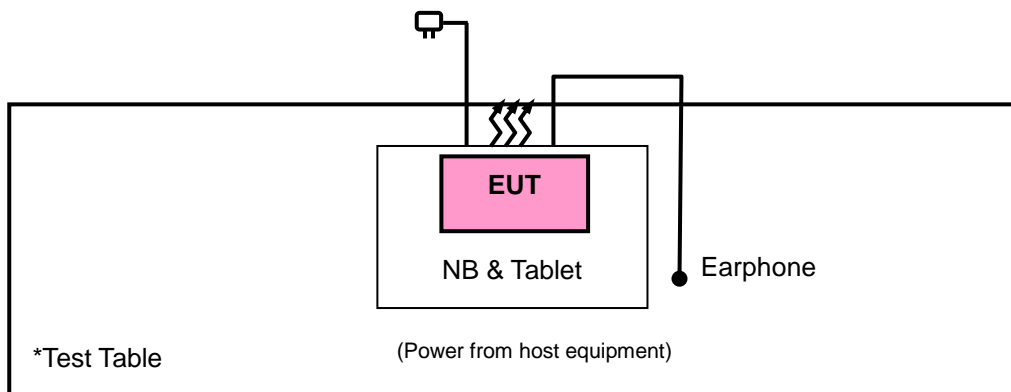 EUT
NB & Tablet
Earphone
(Power from host equipment)
*Test Table